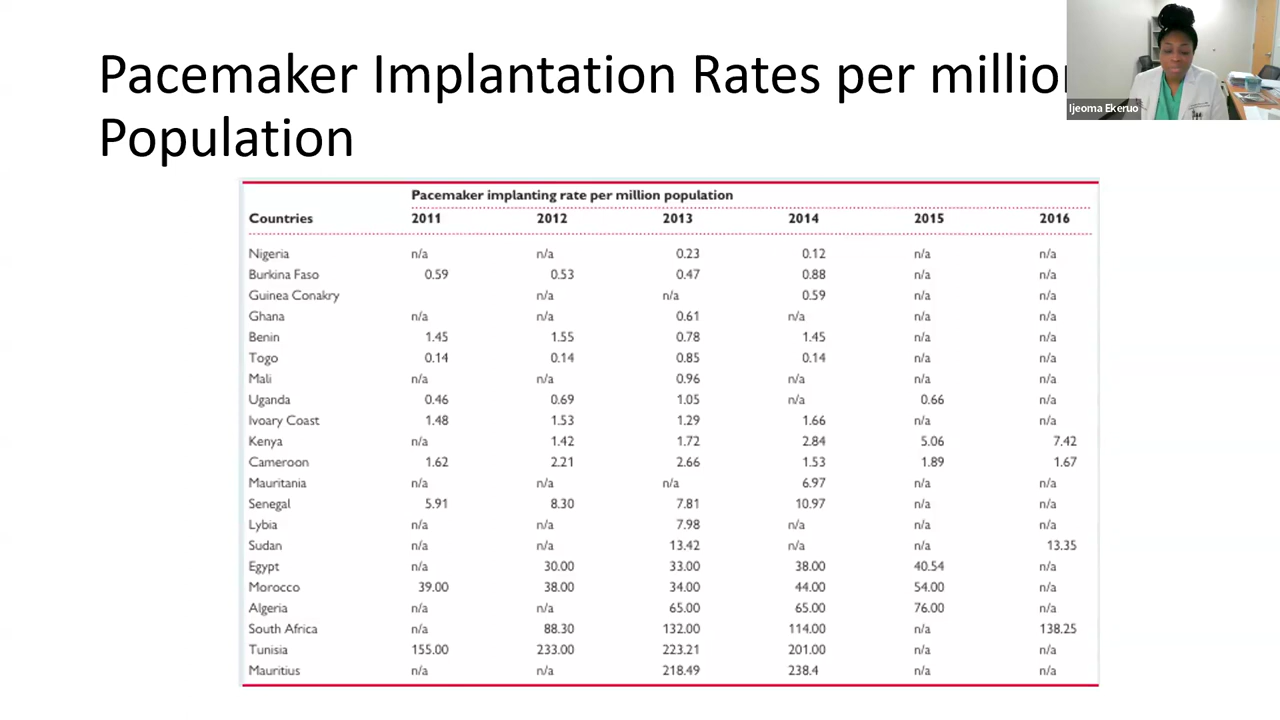 Pacemaker Implantation Rates per million
Population
Ijeoma Ekeruo
Pacemaker implanting rate per million population
Countries 2011 2012 2013 2014 2015 2016
Nigeria n/a n/a 0.23 0.12 n/a n/a
Burkina Faso 0.59 0.53 0.47 0.88 n/a n/a
Guinea Conakry n/a n/a 0.59 n/a n/a
Ghana n/a n/a 0.61 n/a n/a n/a
Benin 1.45 1.55 0.78 1.45 n/a n/a
Togo 0.14 0.14 0.85 0.14 n/a n/a
Mali n/a n/a 0.96 n/a n/a n/a
Uganda 0.46 0.69 1.05 n/a 0.66 n/a
Ivoary Coast 1.48 1.53 1.29 1.66 n/a n/a
Kenya n/a 1.42 1.72 2.84 5.06 7.42
Cameroon 1.62 2.21 2.66 1.53 1.89 1.67
Mauritania n/a n/a n/a 6.97 n/a n/a
Senegal 5.91 8.30 7.81 10.97 n/a n/a
Lybia n/a n/a 7.98 n/a n/a n/a
Sudan n/a n/a 13.42 n/a n/a 13.35
Egypt n/a 30.00 33.00 38.00 40.54 n/a
Morocco 39.00 38.00 34.00 44.00 54.00 n/a
Algeria n/a n/a 65.00 65.00 76.00 n/a
South Africa n/a 88.30 132.00 114.00 n/a 138.25
Tunisia 155.00 233.00 223.21 201.00 n/a n/a
Mauritius n/a n/a 218.49 238.4 n/a n/a